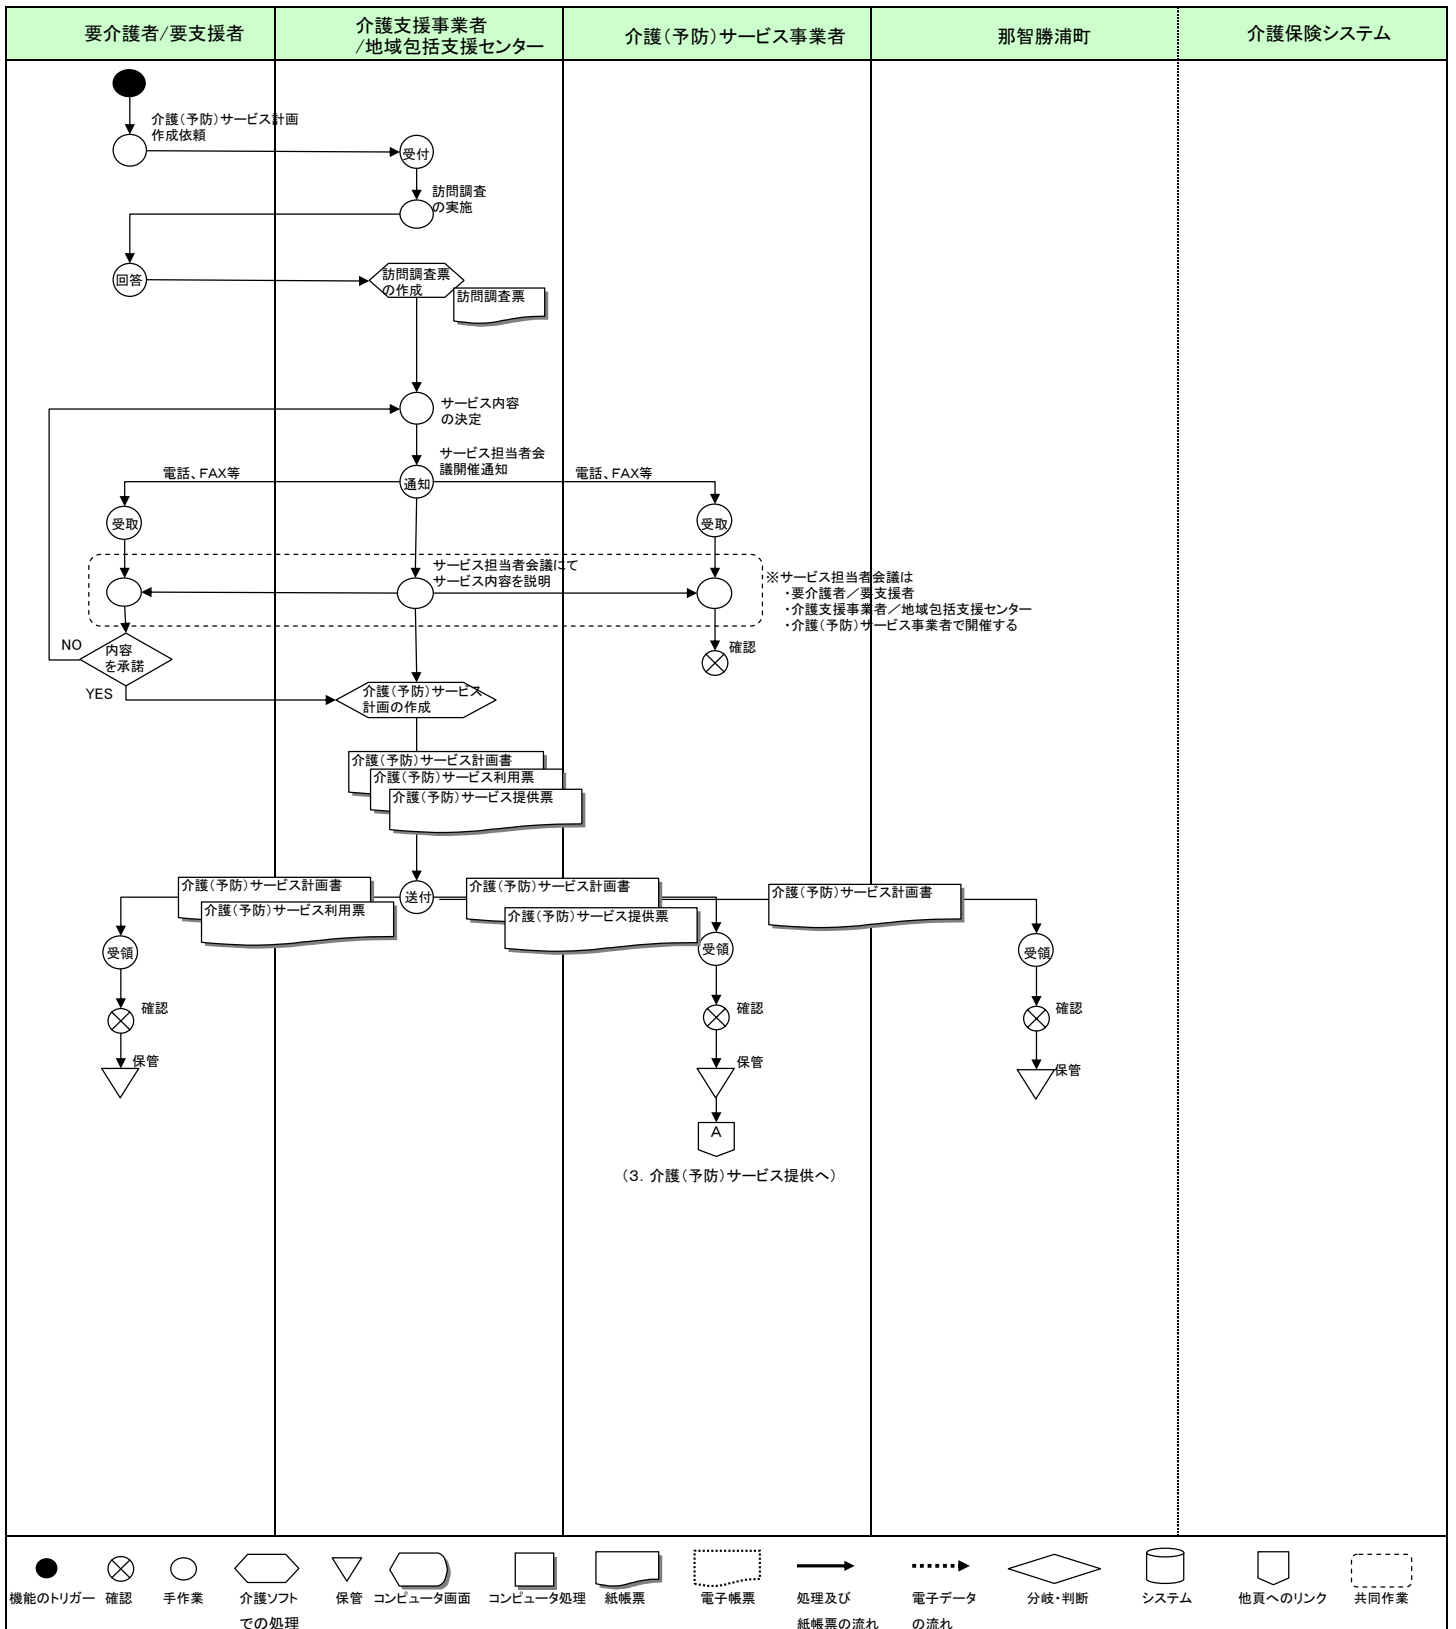 要介護者/要支援者
介護支援事業者
/地域包括支援センター
介護(予防)サービス事業者
那智勝浦町
介護保険システム
介護(予防)サービス計画
作成依頼
受付
訪問調査
の実施
回答
訪問調査票
の作成
訪問調査票
サービス内容
の決定
サービス担当者会
議開催通知
電話、FAX等
通知
電話、FAX等
受取
受取
サービス担当者会議にて
サービス内容を説明
※サービス担当者会議は
・要介護者/要支援者
・介護支援事業者/地域包括支援センター
・介護(予防)サービス事業者で開催する
NO
内容
を承諾
確認
YES
介護(予防)サービス
計画の作成
介護(予防)サービス計画書
介護(予防)サービス利用票
介護(予防)サービス提供票
介護(予防)サービス計画書
介護(予防)サービス利用票
送付
介護(予防)サービス計画書
介護(予防)サービス提供票
介護(予防)サービス計画書
受領
受領
受領
確認
確認
確認
保管
保管
保管
A
(3.介護(予防)サービス提供へ)
機能のトリガー
確認
手作業
介護ソフト
での処理
保管
コンピュータ画面
コンピュータ処理
紙帳票
電子帳票
処理及び
紙帳票の流れ
電子データ
の流れ
分岐・判断
システム
他頁へのリンク
共同作業